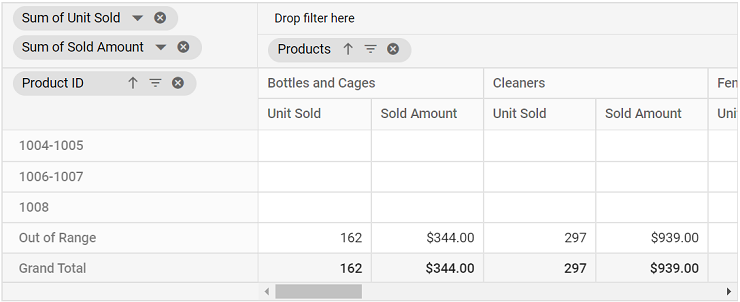 Sum of Unit Sold
Drop filter here
Sum of Sold Amount
Products
Product ID
Bottles and Cages Cleaners Fen
Unit Sold Sold Amount Unit Sold Sold Amount Uni
1004-1005
1006-1007
1008
Out of Range 162 $344.00 297 $939.00
Grand Total 162 $344.00 297 $939.00